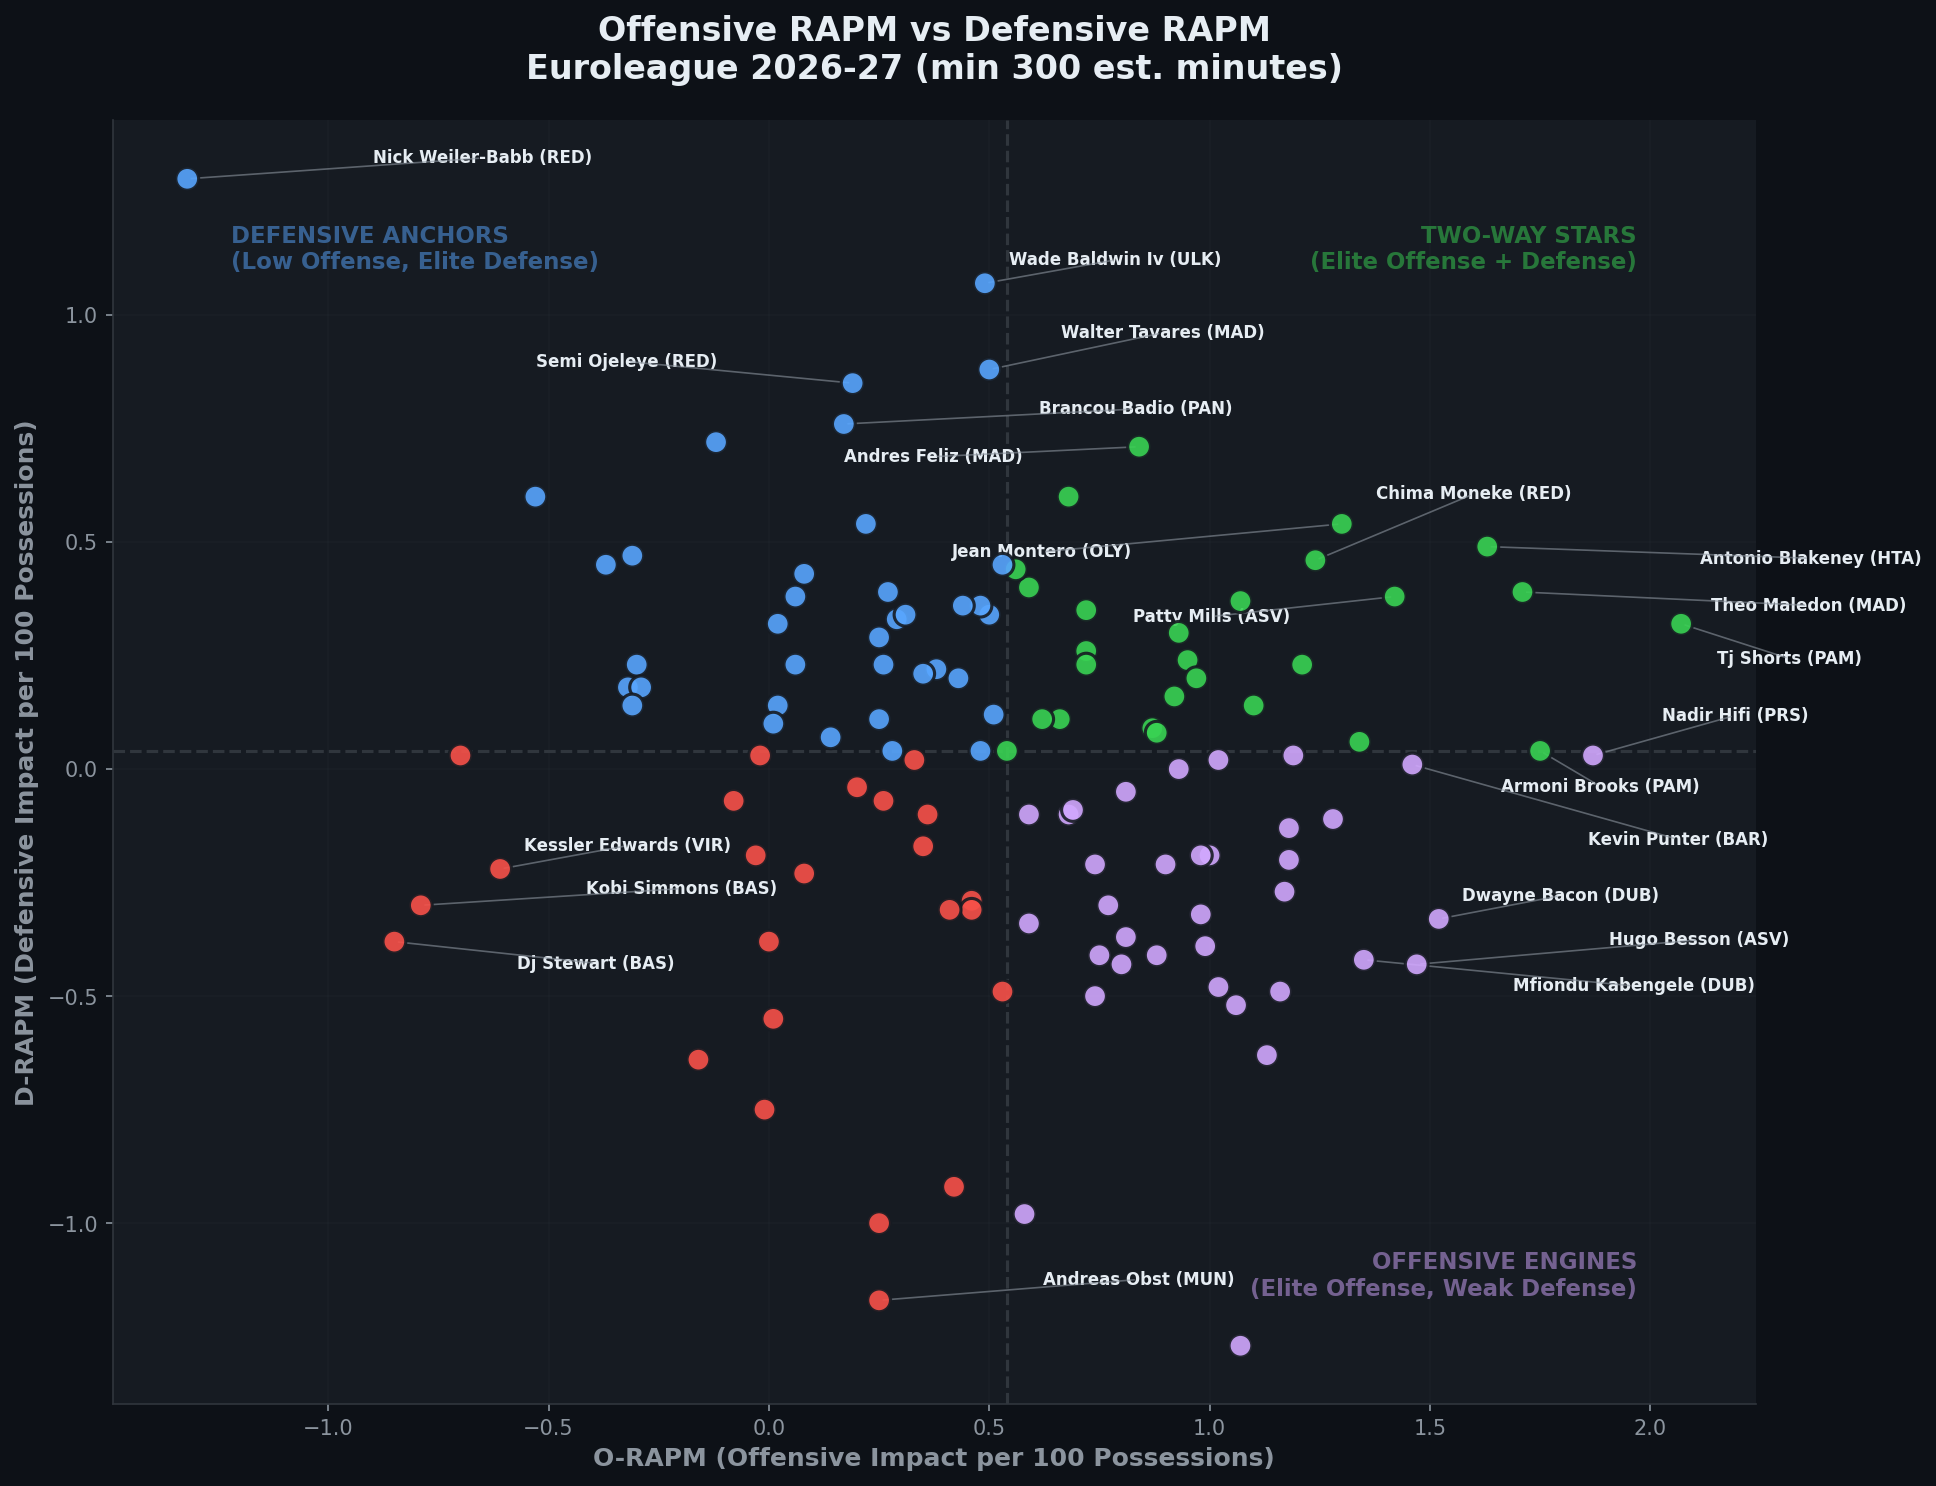 Offensive RAPM vs Defensive RAPM
Euroleague 2026-27 (min 300 est. minutes)
Nick Weiler-Babb (RED)
DEFENSIVE ANCHORS
(Low Offense, Elite Defense)
TWO-WAY STARS
(Elite Offense + Defense)
Wade Baldwin Iv (ULK)
Walter Tavares (MAD)
Semi Ojeleye (RED)
Brancou Badio (PAN)
Andres Feliz (MAD)
Chima Moneke (RED)
Jean Montero (OLY)
Antonio Blakeney (HTA)
Theo Maledon (MAD)
Patty Mills (ASV)
Tj Shorts (PAM)
Nadir Hifi (PRS)
Armoni Brooks (PAM)
Kevin Punter (BAR)
Kessler Edwards (VIR)
Kobi Simmons (BAS)
Dwayne Bacon (DUB)
Hugo Besson (ASV)
Dj Stewart (BAS)
Mfiondu Kabengele (DUB)
OFFENSIVE ENGINES
(Elite Offense, Weak Defense)
Andreas Obst (MUN)
D-RAPM (Defensive Impact per 100 Possessions)
1.0
0.5
0.0
−0.5
−1.0
−1.0
−0.5
0.0
0.5
1.0
1.5
2.0
O-RAPM (Offensive Impact per 100 Possessions)